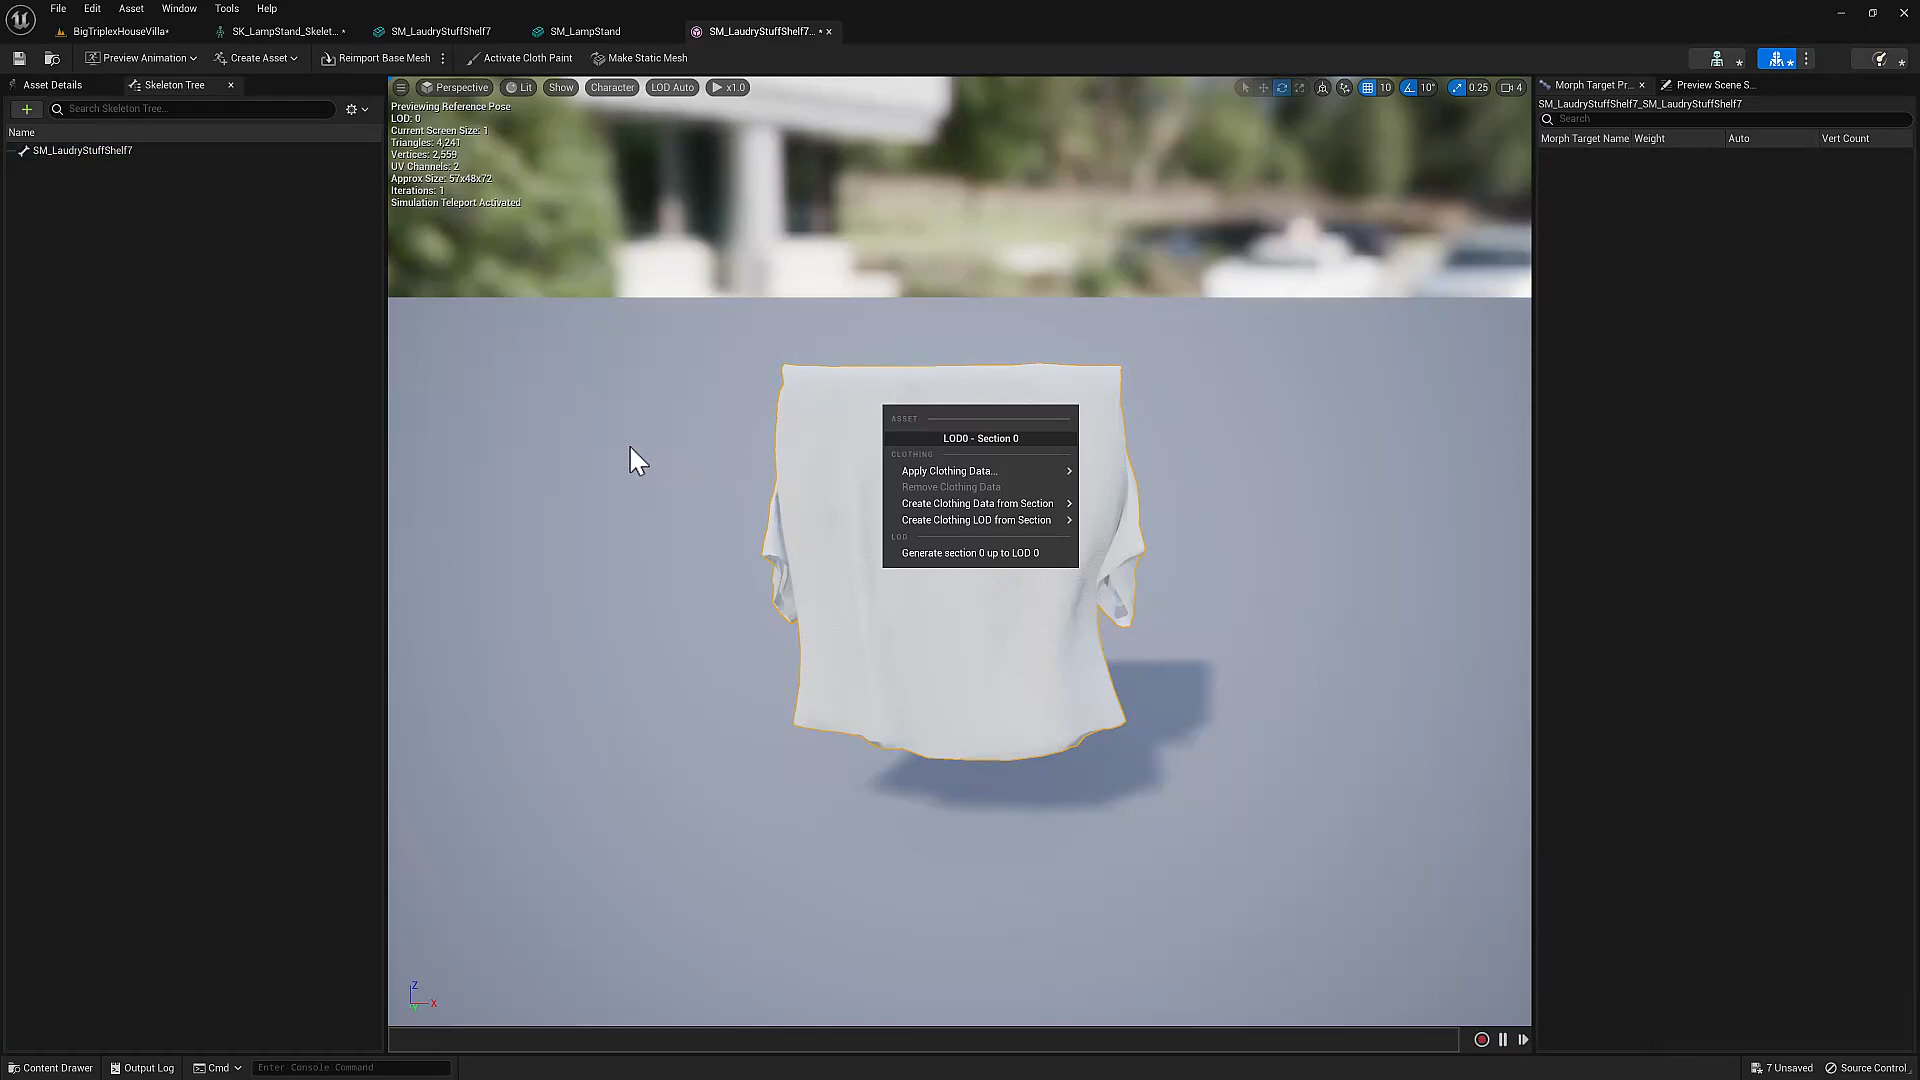 File Edit Asset Window Tools Help
BigTriplexHouseVilla* SK_LampStand_Skelet... * SM_LaudryStuffShelf7 SM_LampStand SM_LaudryStuffShelf7... *
Preview Animation Create Asset Reimport Base Mesh Activate Cloth Paint Make Static Mesh
Asset Details Skeleton Tree
Search Skeleton Tree...
Name
SM_LaudryStuffShelf7
Perspective Lit Show Character LOD Auto x1.0 10 10° 0.25 4
Previewing Reference Pose
LOD: 0
Current Screen Size: 1
Triangles: 4,241
Vertices: 2,559
UV Channels: 2
Approx Size: 57x48x72
Iterations: 1
Simulation Teleport Activated
ASSET
LOD0 - Section 0
CLOTHING
Apply Clothing Data...
Remove Clothing Data
Create Clothing Data from Section
Create Clothing LOD from Section
LOD
Generate section 0 up to LOD 0
Z
X
Y
Morph Target Pr... Preview Scene S...
SM_LaudryStuffShelf7_SM_LaudryStuffShelf7
Search
Morph Target Name Weight Auto Vert Count
Content Drawer Output Log Cmd Enter Console Command 7 Unsaved Source Control